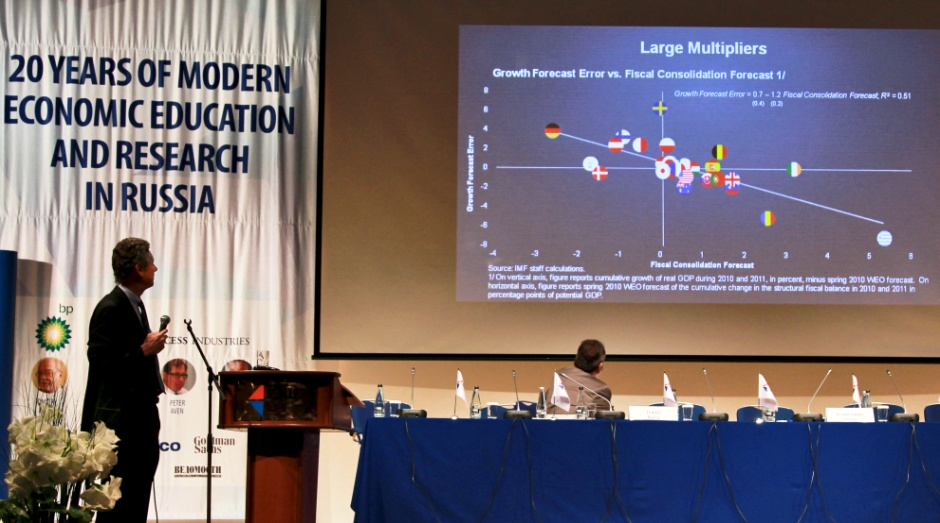 20 YEARS OF MODERN
ECONOMIC EDUCATION
AND RESEARCH
IN RUSSIA
bp
CESS INDUSTRIES
PETER
AVEN
CO
Goldman
Sachs
Large Multipliers
Growth Forecast Error vs. Fiscal Consolidation Forecast 1/
Growth Forecast Error = 0.7 – 1.2 Fiscal Consolidation Forecast, R² = 0.51
(0.4) (0.2)
Growth Forecast Error
8
6
4
2
0
-2
-4
-6
-8
-4 -3 -2 -1 0 1 2 3 4 5 6
Fiscal Consolidation Forecast
Source: IMF staff calculations.
1/ On vertical axis, figure reports cumulative growth of real GDP during 2010 and 2011, in percent, minus spring 2010 WEO forecast. On
horizontal axis, figure reports spring 2010 WEO forecast of the cumulative change in the structural fiscal balance in 2010 and 2011 in
percentage points of potential GDP.